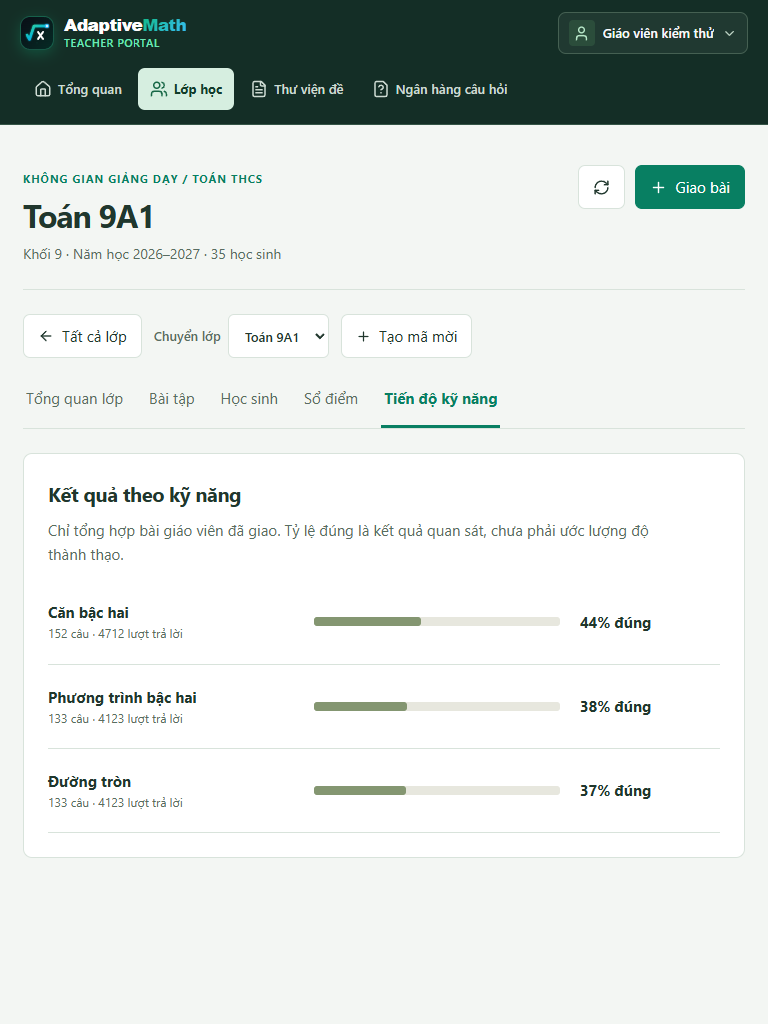 AdaptiveMath
TEACHER PORTAL
Giáo viên kiểm thử
Tổng quan
Lớp học
Thư viện đề
Ngân hàng câu hỏi
KHÔNG GIAN GIẢNG DẠY / TOÁN THCS
Toán 9A1
Khối 9 · Năm học 2026–2027 · 35 học sinh
Giao bài
Tất cả lớp
Chuyển lớp
Toán 9A1
Tạo mã mời
Tổng quan lớp
Bài tập
Học sinh
Sổ điểm
Tiến độ kỹ năng
Kết quả theo kỹ năng
Chỉ tổng hợp bài giáo viên đã giao. Tỷ lệ đúng là kết quả quan sát, chưa phải ước lượng độ
thành thạo.
Căn bậc hai
152 câu · 4712 lượt trả lời
44% đúng
Phương trình bậc hai
133 câu · 4123 lượt trả lời
38% đúng
Đường tròn
133 câu · 4123 lượt trả lời
37% đúng